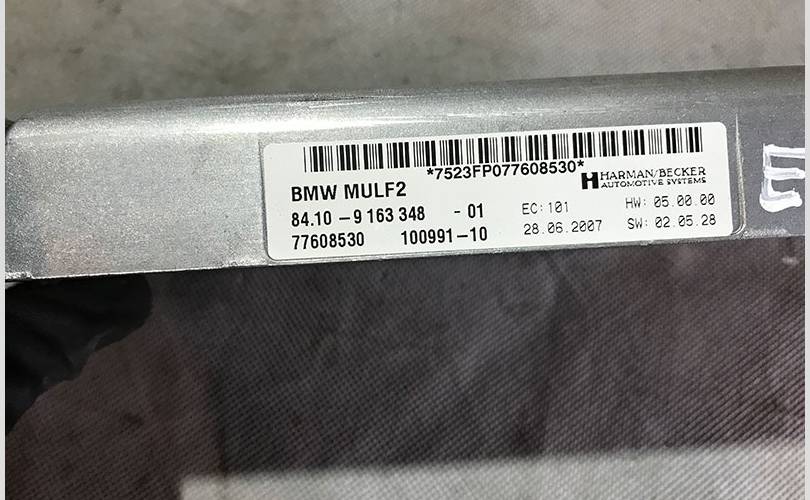 *7523FP077608530*
BMW MULF2
HARMAN/BECKER
AUTOMOTIVE SYSTEMS
84.10 - 9 163 348 - 01 EC: 101 HW: 05.00.00
77608530 100991-10 28.06.2007 SW: 02.05.28
E